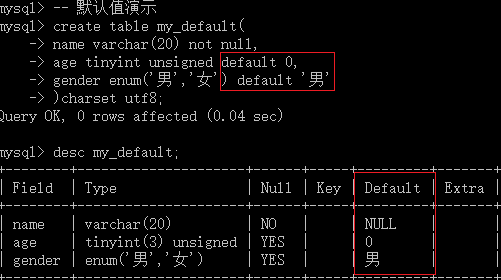 mysql> -- 默认值演示
mysql> create table my_default(
    -> name varchar(20) not null,
    -> age tinyint unsigned default 0,
    -> gender enum('男','女') default '男'
    -> )charset utf8;
Query OK, 0 rows affected (0.04 sec)
mysql> desc my_default;
| Field | Type | Null | Key | Default | Extra |
| name | varchar(20) | NO | | NULL | |
| age | tinyint(3) unsigned | YES | | 0 | |
| gender | enum('男','女') | YES | | 男 | |